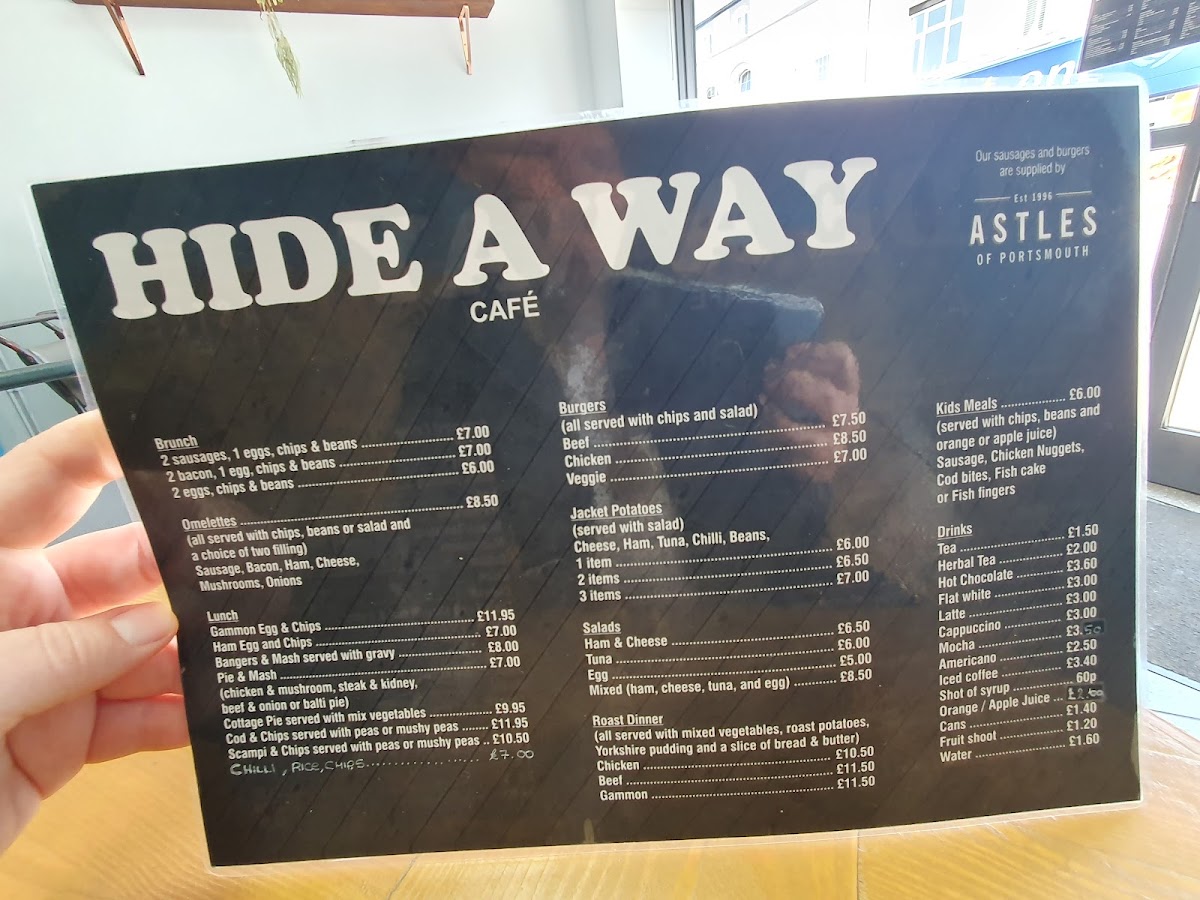 HIDE A WAY
CAFÉ
Our sausages and burgers
are supplied by
Est 1996
ASTLES
OF PORTSMOUTH
Brunch
2 sausages, 1 eggs, chips & beans ........ £7.00
2 bacon, 1 egg, chips & beans ........ £7.00
2 eggs, chips & beans ........ £6.00
Omelettes ........ £8.50
(all served with chips, beans or salad and
a choice of two filling)
Sausage, Bacon, Ham, Cheese,
Mushrooms, Onions
Lunch
Gammon Egg & Chips ........ £11.95
Ham Egg and Chips ........ £7.00
Bangers & Mash served with gravy ........ £8.00
Pie & Mash ........ £7.00
(chicken & mushroom, steak & kidney,
beef & onion or balti pie)
Cottage Pie served with mix vegetables ........ £9.95
Cod & Chips served with peas or mushy peas ........ £11.95
Scampi & Chips served with peas or mushy peas .. £10.50
CHILLI, RICE, CHIPS ........ £7.00
Burgers
(all served with chips and salad)
Beef ........ £7.50
Chicken ........ £8.50
Veggie ........ £7.00
Jacket Potatoes
(served with salad)
Cheese, Ham, Tuna, Chilli, Beans,
1 item ........ £6.00
2 items ........ £6.50
3 items ........ £7.00
Salads
Ham & Cheese ........ £6.50
Tuna ........ £6.00
Egg ........ £5.00
Mixed (ham, cheese, tuna, and egg) ........ £8.50
Roast Dinner
(all served with mixed vegetables, roast potatoes,
Yorkshire pudding and a slice of bread & butter)
Chicken ........ £10.50
Beef ........ £11.50
Gammon ........ £11.50
Kids Meals ........ £6.00
(served with chips, beans and
orange or apple juice)
Sausage, Chicken Nuggets,
Cod bites, Fish cake
or Fish fingers
Drinks
Tea ........ £1.50
Herbal Tea ........ £2.00
Hot Chocolate ........ £3.60
Flat white ........ £3.00
Latte ........ £3.00
Cappuccino ........ £3.00
Mocha ........ £3.50
Americano ........ £2.50
Iced coffee ........ £3.40
Shot of syrup ........ 60p
Orange / Apple Juice ........ £2.00
Cans ........ £1.40
Fruit shoot ........ £1.20
Water ........ £1.60